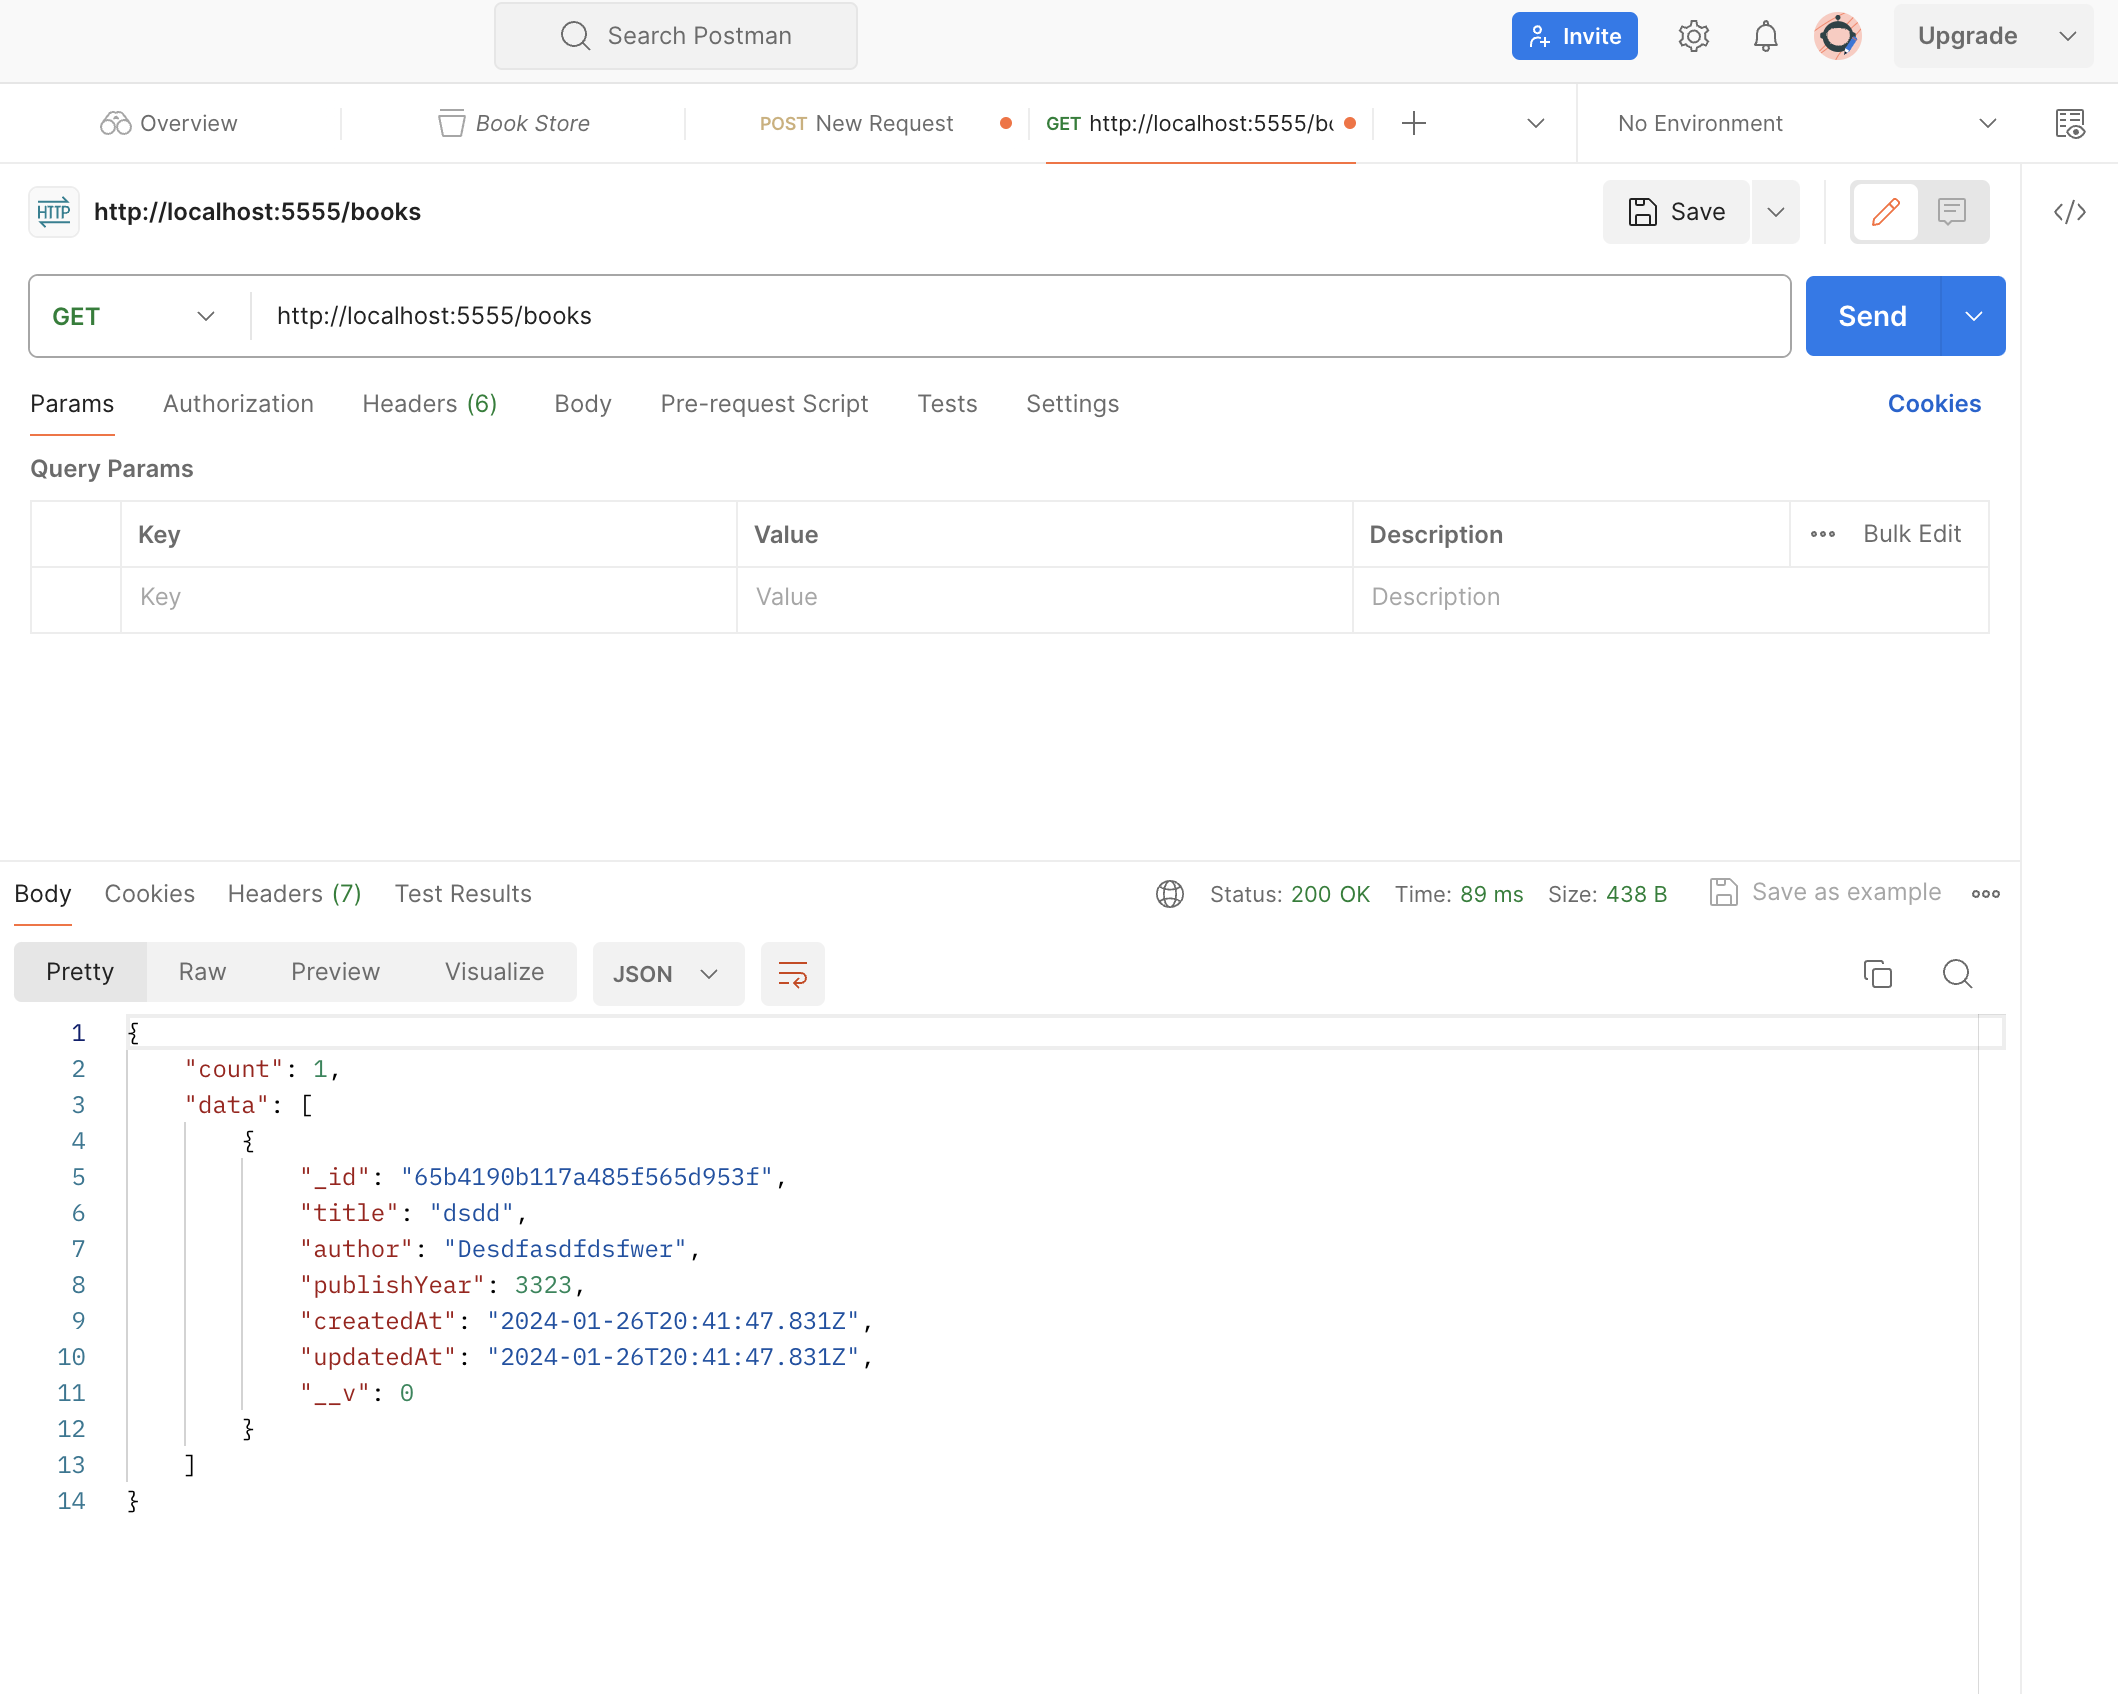 Search Postman
Invite
Upgrade
Overview
Book Store
POST New Request
GET http://localhost:5555/bo
No Environment
HTTP http://localhost:5555/books
Save
GET http://localhost:5555/books
Send
Params Authorization Headers (6) Body Pre-request Script Tests Settings Cookies
Query Params
Key Value Description Bulk Edit
Key Value Description
Body Cookies Headers (7) Test Results Status: 200 OK Time: 89 ms Size: 438 B Save as example
Pretty Raw Preview Visualize JSON
1 {
2 "count": 1,
3 "data": [
4 {
5 "_id": "65b4190b117a485f565d953f",
6 "title": "dsdd",
7 "author": "Desdfasdfdsfwer",
8 "publishYear": 3323,
9 "createdAt": "2024-01-26T20:41:47.831Z",
10 "updatedAt": "2024-01-26T20:41:47.831Z",
11 "__v": 0
12 }
13 ]
14 }